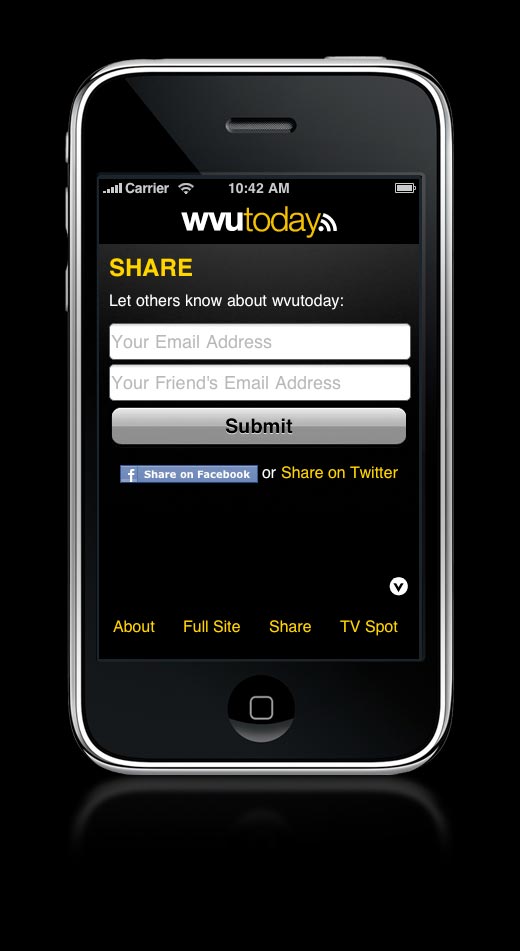 Carrier 10:42 AM
wvutoday
SHARE
Let others know about wvutoday:
Your Email Address
Your Friend's Email Address
Submit
f Share on Facebook or Share on Twitter
v
About Full Site Share TV Spot